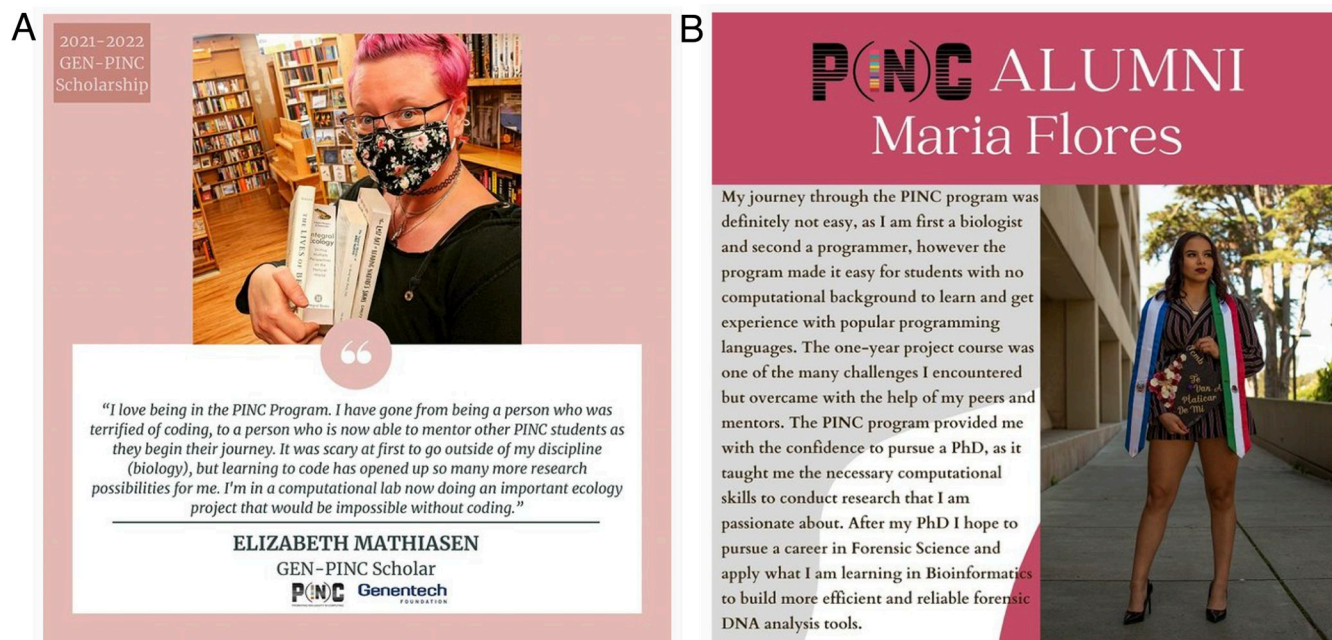 A
2021-2022
GEN-PINC
Scholarship
THE LIVES OF
Integral
Ecology
“
“I love being in the PINC Program. I have gone from being a person who was
terrified of coding, to a person who is now able to mentor other PINC students as
they begin their journey. It was scary at first to go outside of my discipline
(biology), but learning to code has opened up so many more research
possibilities for me. I'm in a computational lab now doing an important ecology
project that would be impossible without coding.”
ELIZABETH MATHIASEN
GEN-PINC Scholar
P(IN)C
Genentech
FOUNDATION
B
P(IN)C ALUMNI
Maria Flores
My journey through the PINC program was
definitely not easy, as I am first a biologist
and second a programmer, however the
program made it easy for students with no
computational background to learn and get
experience with popular programming
languages. The one-year project course was
one of the many challenges I encountered
but overcame with the help of my peers and
mentors. The PINC program provided me
with the confidence to pursue a PhD, as it
taught me the necessary computational
skills to conduct research that I am
passionate about. After my PhD I hope to
pursue a career in Forensic Science and
apply what I am learning in Bioinformatics
to build more efficient and reliable forensic
DNA analysis tools.
Te
Van A
Platicar
De Mi